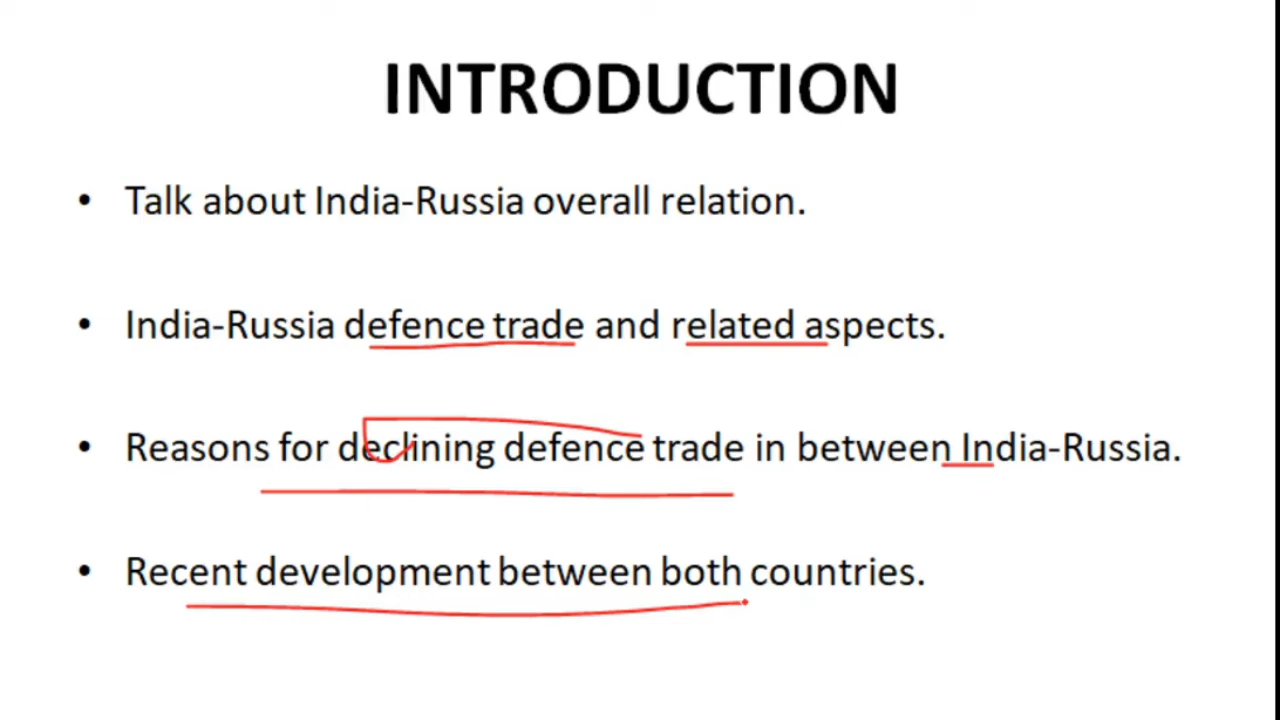 INTRODUCTION
• Talk about India-Russia overall relation.
• India-Russia defence trade and related aspects.
• Reasons for declining defence trade in between India-Russia.
• Recent development between both countries.